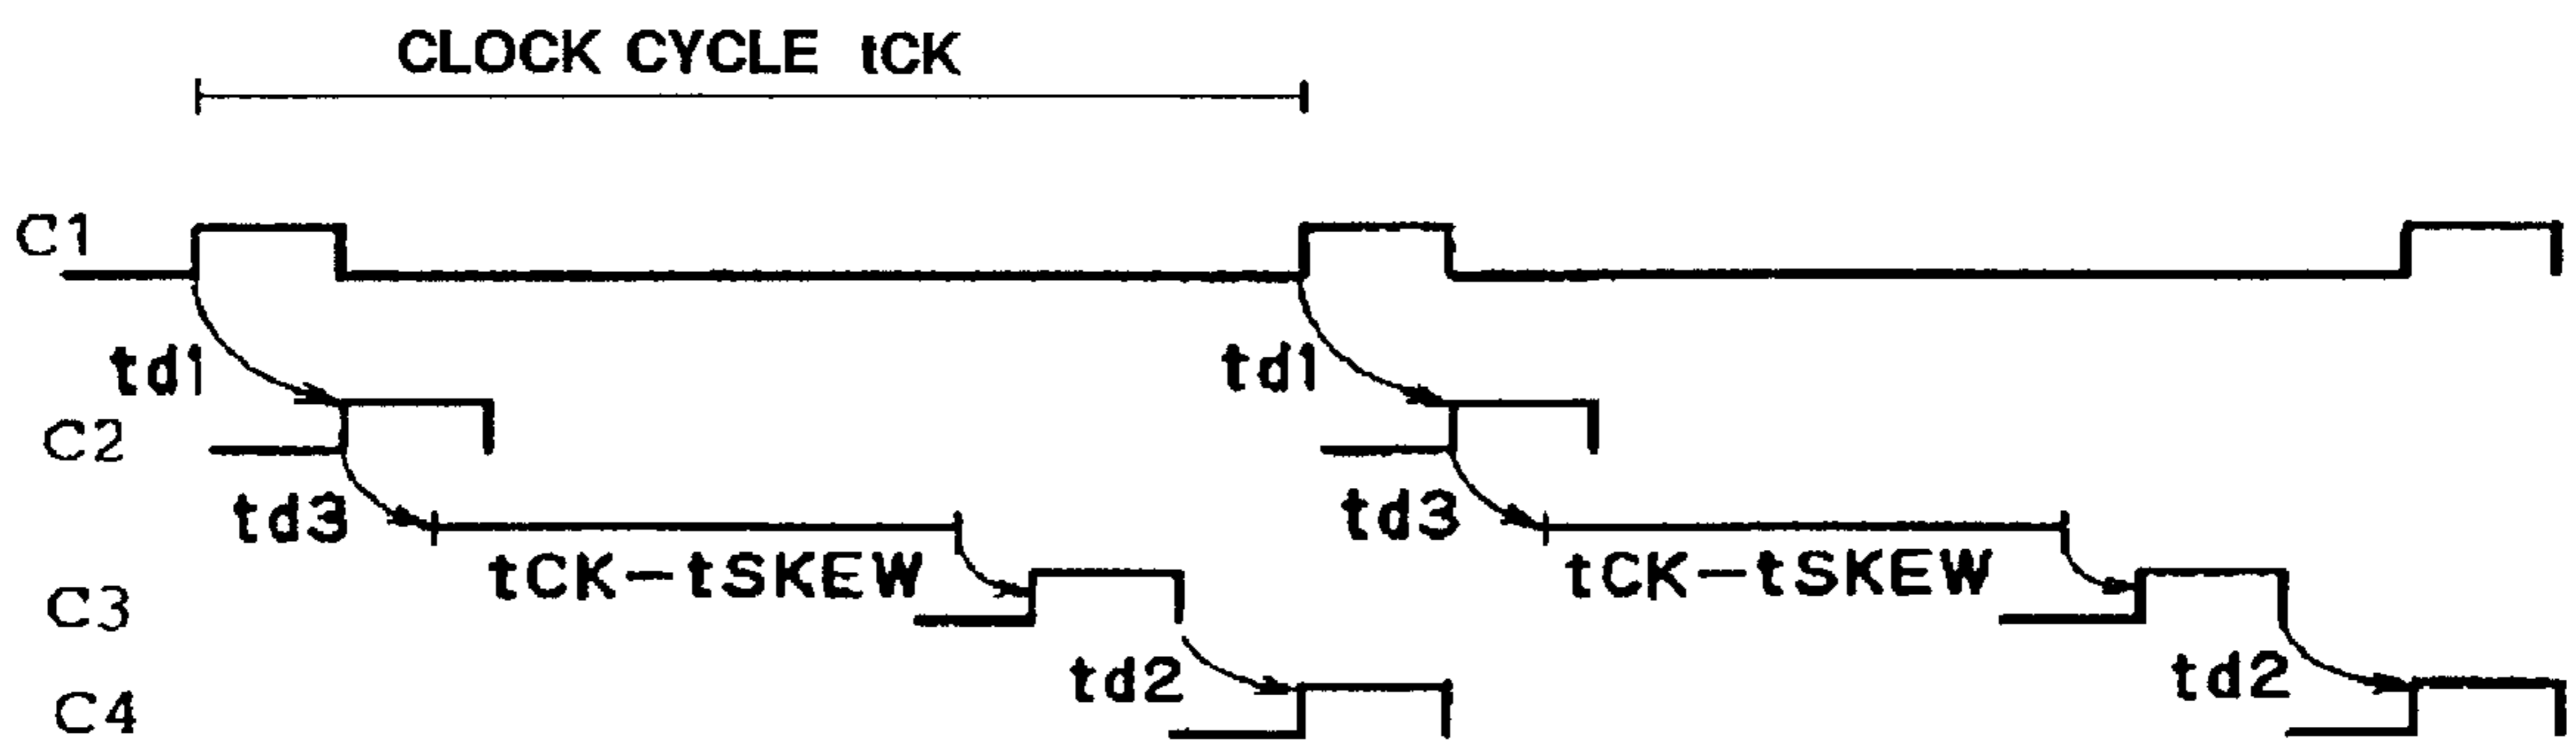 CLOCK CYCLE tCK
C1
td1 td1
C2
td3 td3
tCK-tSKEW tCK-tSKEW
C3
td2 td2
C4